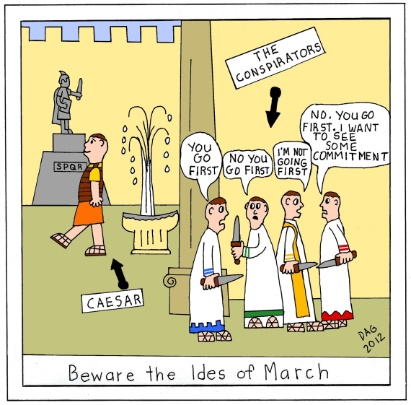 THE
CONSPIRATORS
NO. YOU GO
FIRST. I WANT
TO SEE
SOME
COMMITMENT
YOU
GO
FIRST
NO YOU
GO FIRST
I'M NOT
GOING
FIRST
SPQR
CAESAR
DAG
2012
Beware the Ides of March